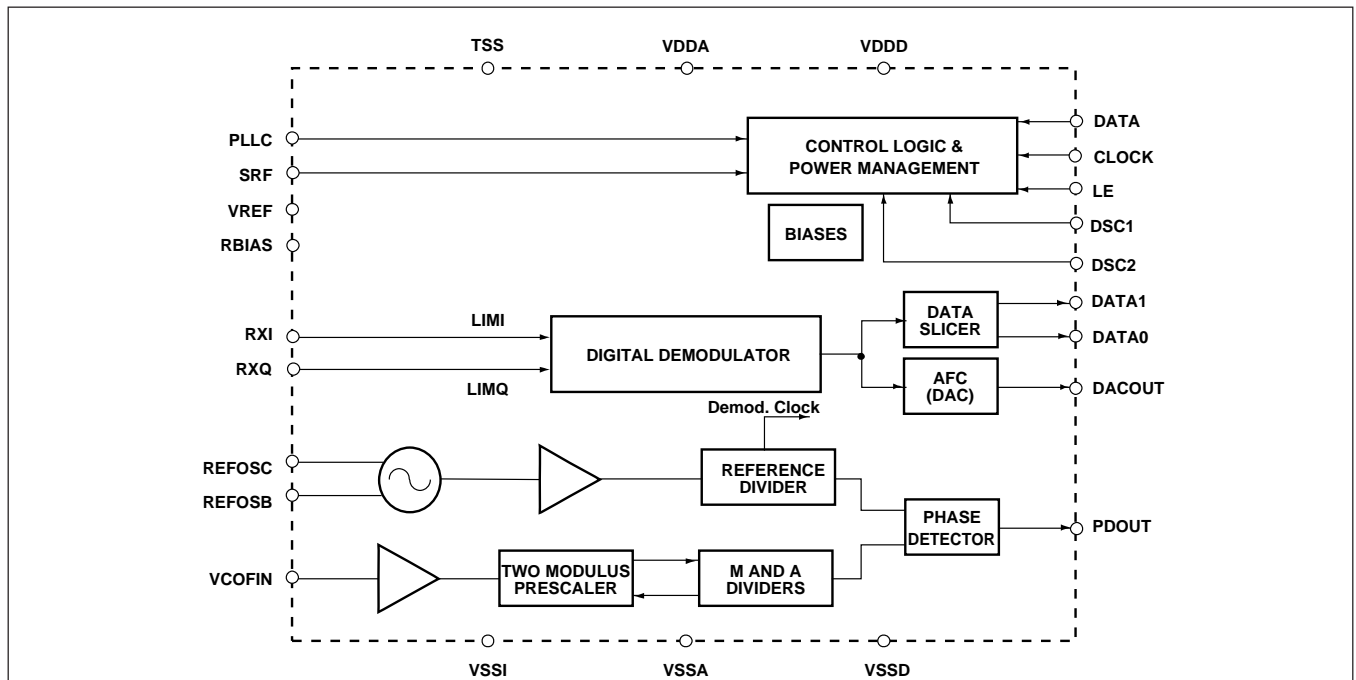 TSS
VDDA
VDDD
PLLC
SRF
VREF
RBIAS
CONTROL LOGIC &
POWER MANAGEMENT
BIASES
DATA
CLOCK
LE
DSC1
DSC2
RXI
RXQ
LIMI
LIMQ
DIGITAL DEMODULATOR
DATA
SLICER
DATA1
DATA0
AFC
(DAC)
DACOUT
Demod. Clock
REFOSC
REFOSB
REFERENCE
DIVIDER
PHASE
DETECTOR
PDOUT
VCOFIN
TWO MODULUS
PRESCALER
M AND A
DIVIDERS
VSSI
VSSA
VSSD